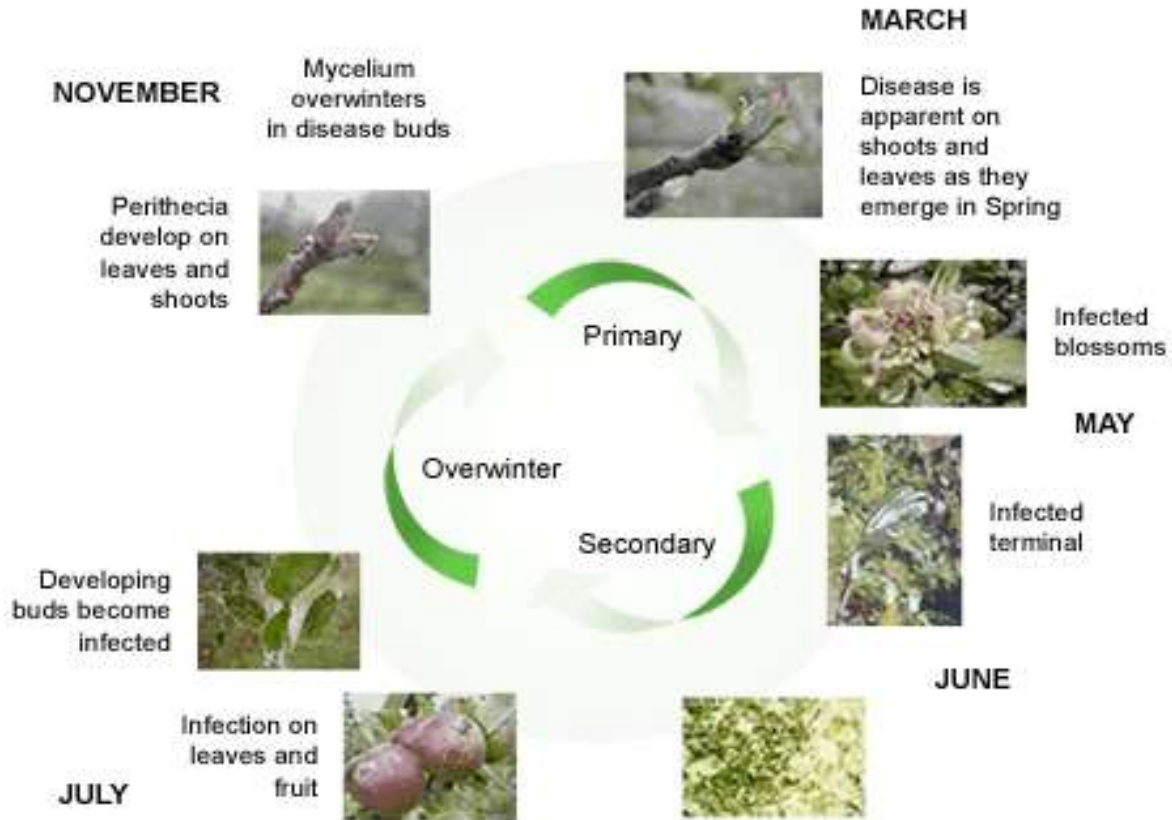 MARCH
NOVEMBER
Mycelium
overwinters
in disease buds
Disease is
apparent on
shoots and
leaves as they
emerge in Spring
Perithecia
develop on
leaves and
shoots
Primary
Infected
blossoms
MAY
Overwinter
Infected
terminal
Secondary
Developing
buds become
infected
JUNE
Infection on
leaves and
fruit
JULY